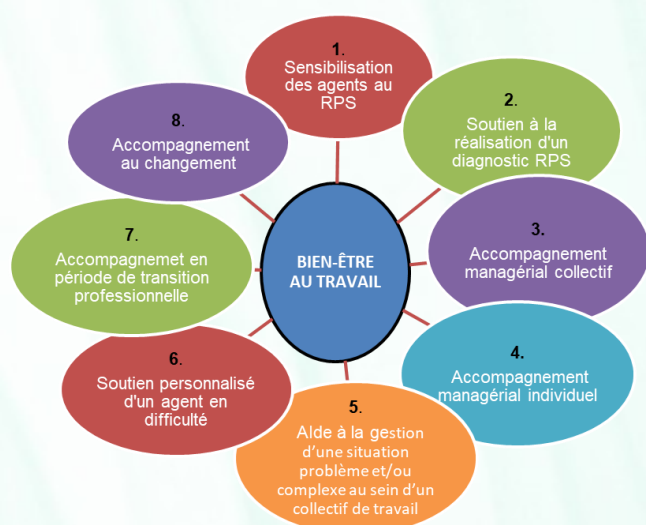 BIEN-ÊTRE
AU TRAVAIL
1.
Sensibilisation
des agents au
RPS
2.
Soutien à la
réalisation d'un
diagnostic RPS
3.
Accompagnement
managérial collectif
4.
Accompagnement
managérial individuel
5.
AIde à la gestion
d'une situation
problème et/ou
complexe au sein d'un
collectif de travail
6.
Soutien personnalisé
d'un agent en
difficulté
7.
Accompagnemet en
période de transition
professionnelle
8.
Accompagnement
au changement